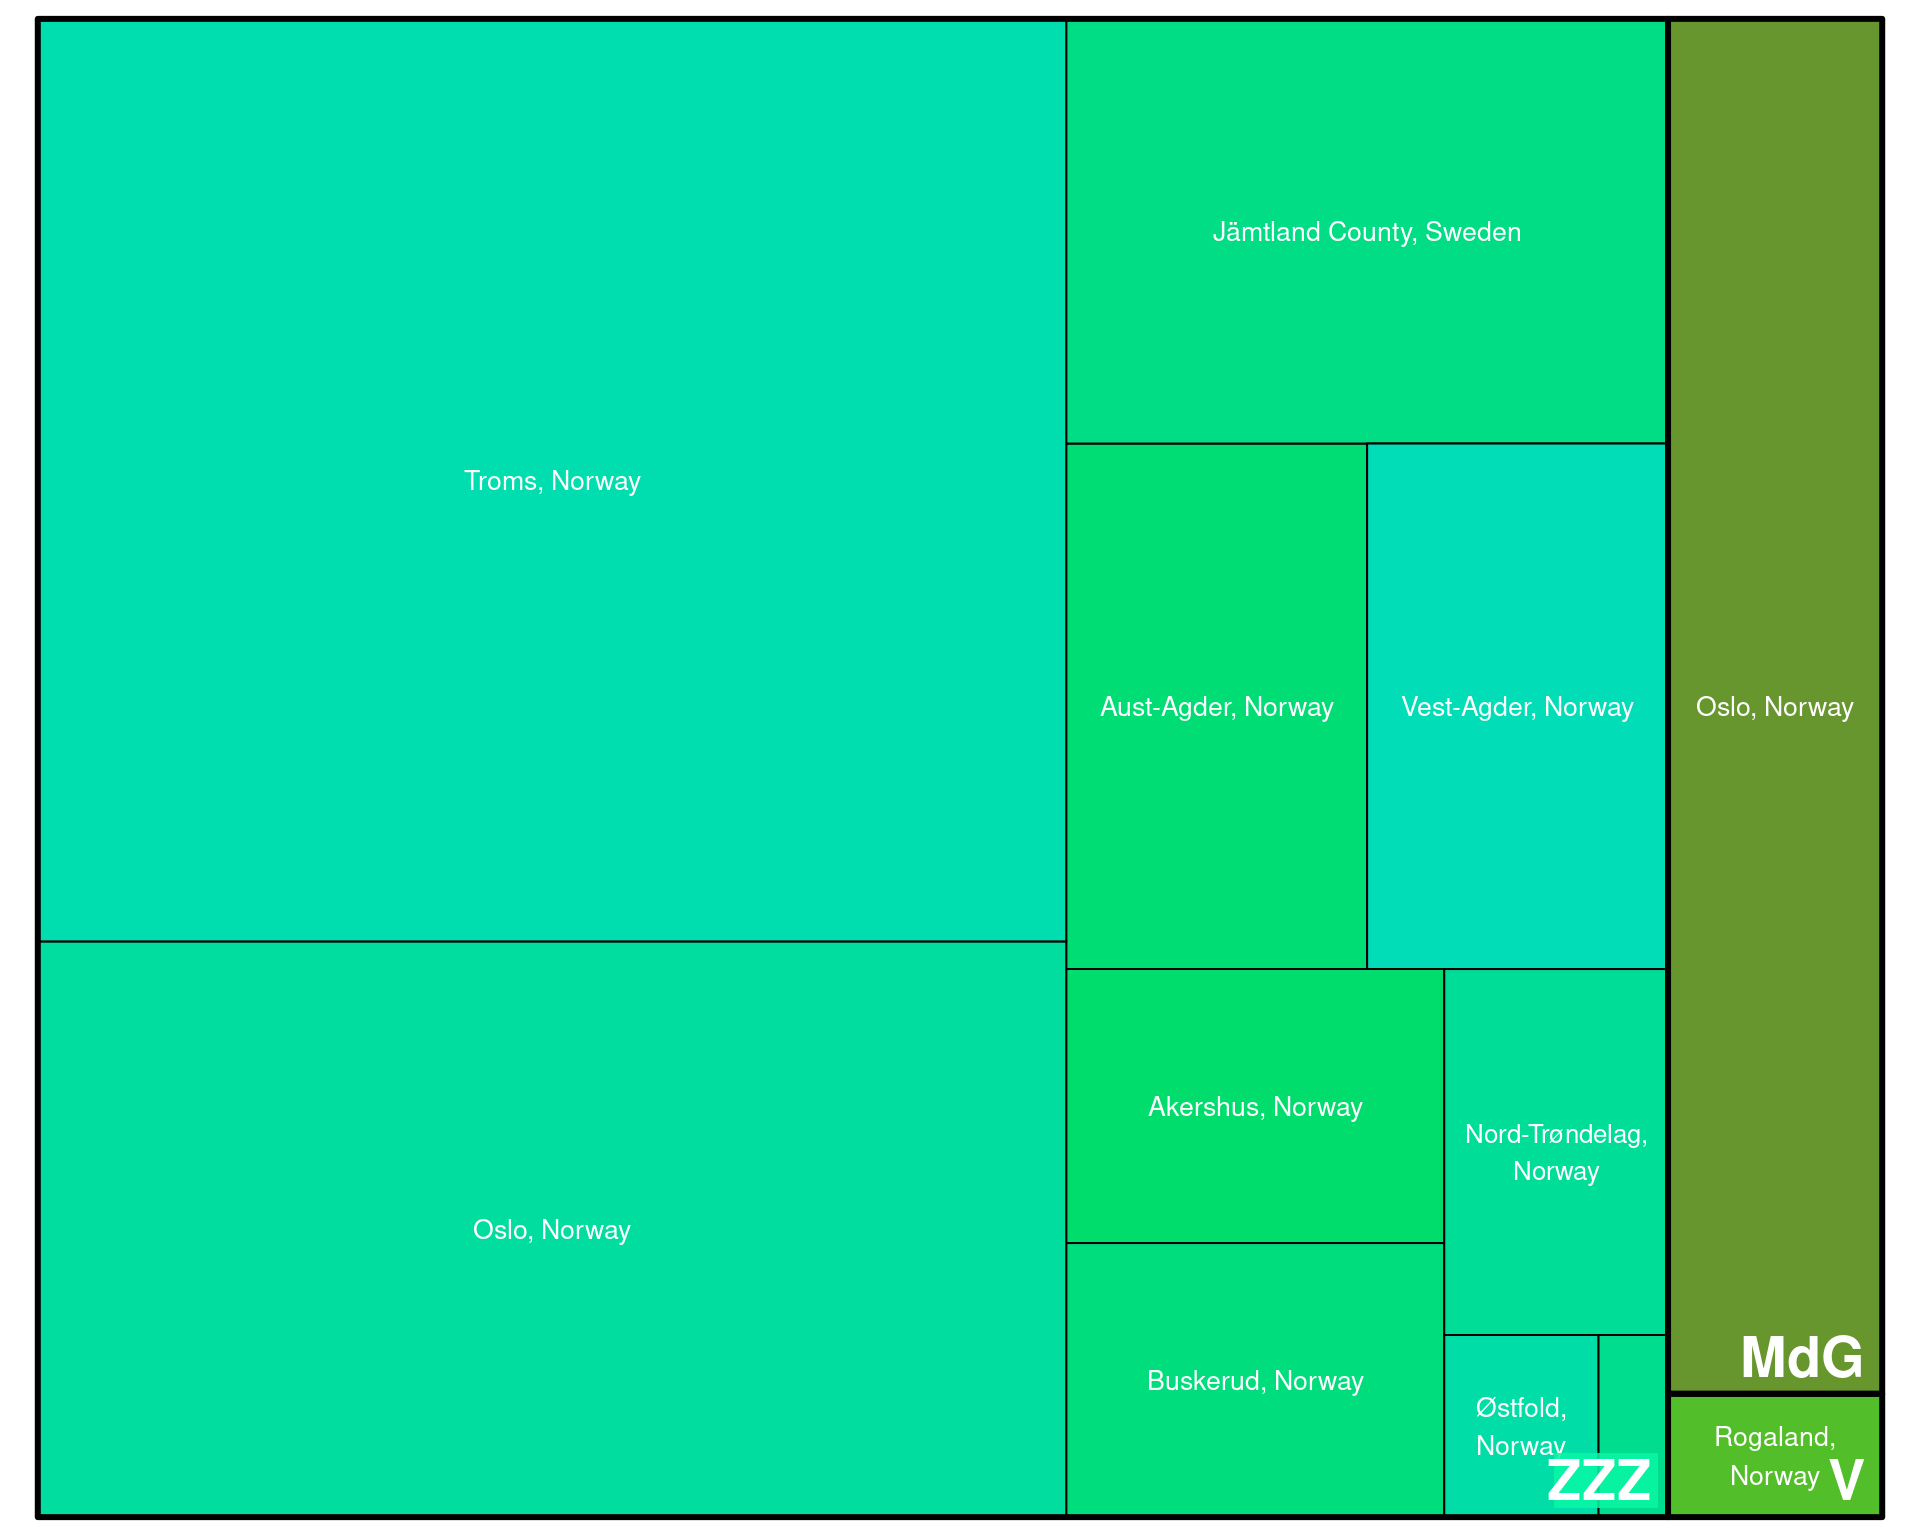 Jämtland County, Sweden
Troms, Norway
Aust-Agder, Norway
Vest-Agder, Norway
Oslo, Norway
Akershus, Norway
Nord-Trøndelag,
Norway
Oslo, Norway
Buskerud, Norway
Østfold,
Norway
ZZZ
MdG
Rogaland,
Norway
V